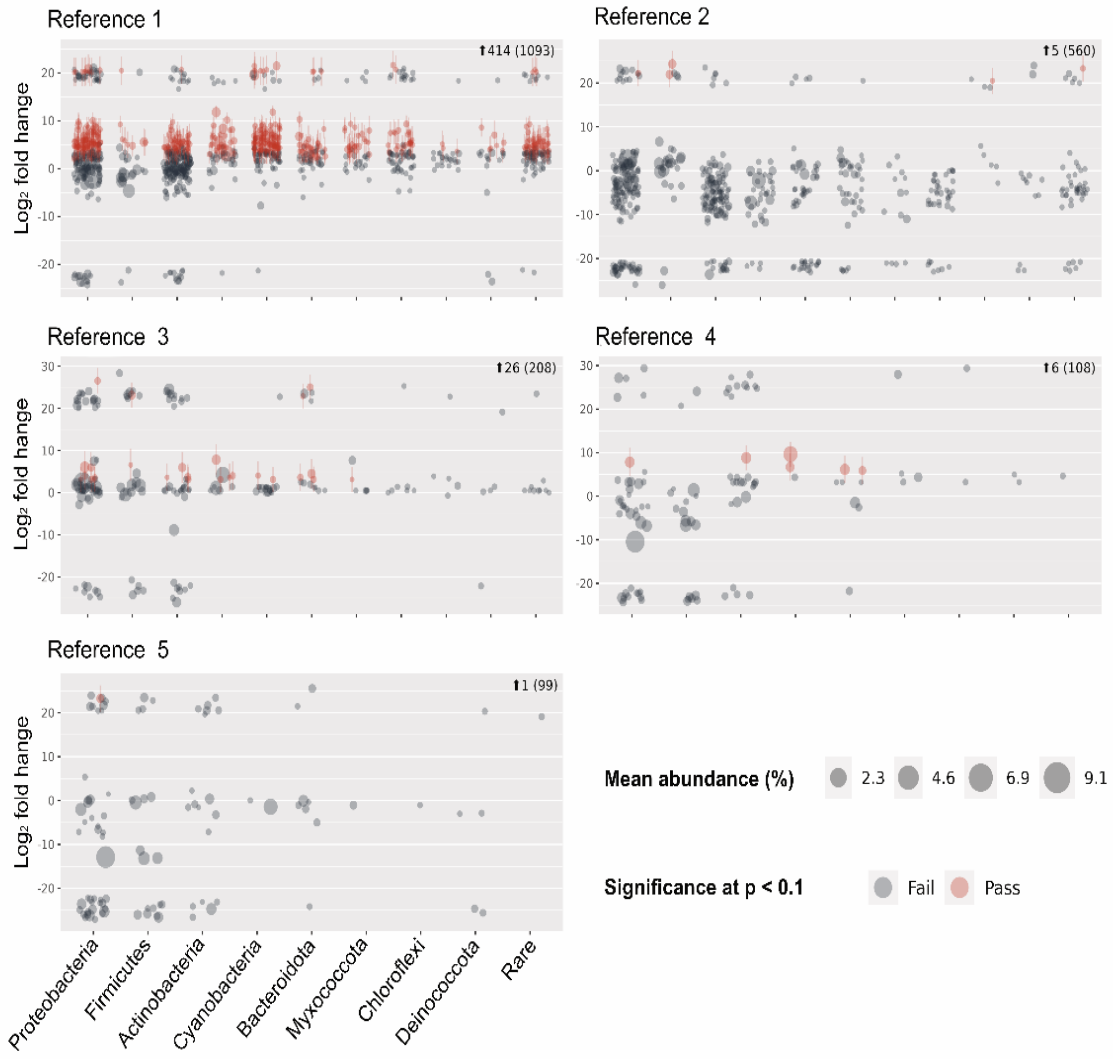 Reference 1
Reference 2
⬆414 (1093)
⬆5 (560)
Log₂ fold change
20
10
0
-10
-20
20
10
0
-10
-20
Reference 3
Reference 4
⬆26 (208)
⬆6 (108)
Log₂ fold change
30
20
10
0
-10
-20
30
20
10
0
-10
-20
Reference 5
⬆1 (99)
Log₂ fold change
20
10
0
-10
-20
Mean abundance (%) 2.3 4.6 6.9 9.1
Significance at p < 0.1 Fail Pass
Proteobacteria
Firmicutes
Actinobacteria
Cyanobacteria
Bacteroidota
Myxococcota
Chloroflexi
Deinococcota
Rare